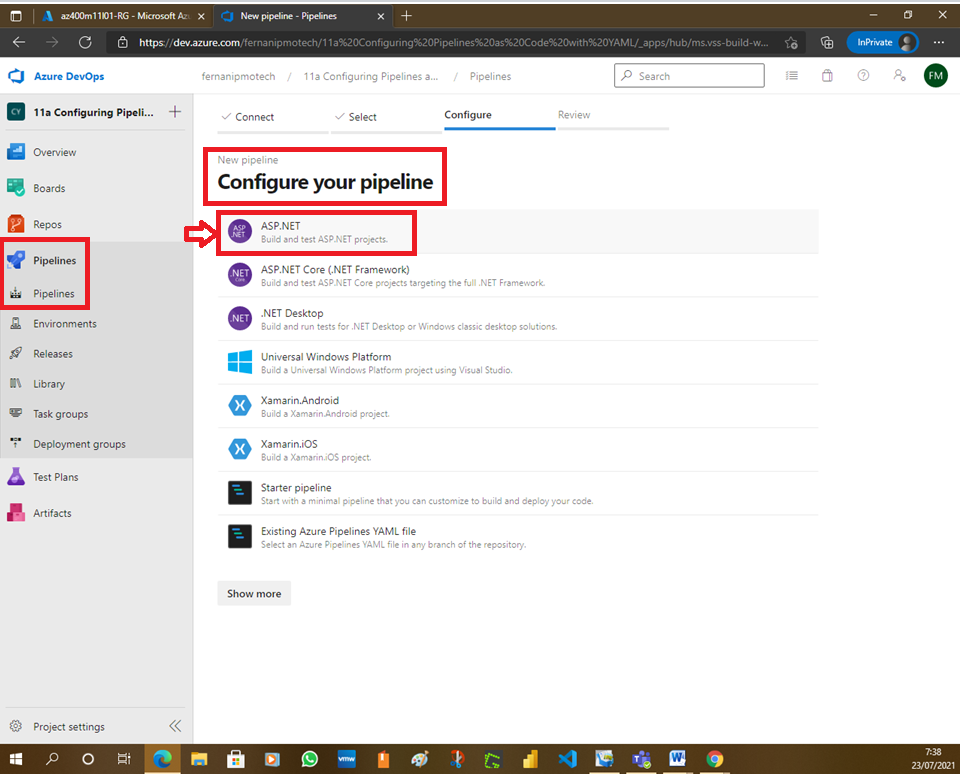 az400m11l01-RG - Microsoft Az
New pipeline - Pipelines
https://dev.azure.com/fernanipmotech/11a%20Configuring%20Pipelines%20as%20Code%20with%20YAML/_apps/hub/ms.vss-build-w...
InPrivate
Azure DevOps
fernanipmotech / 11a Configuring Pipelines a... / Pipelines
Search
FM
CY
11a Configuring Pipeli...
Overview
Boards
Repos
Pipelines
Pipelines
Environments
Releases
Library
Task groups
Deployment groups
Test Plans
Artifacts
Project settings
Connect
Select
Configure
Review
New pipeline
Configure your pipeline
ASP
.NET
ASP.NET
Build and test ASP.NET projects.
.NET
Core
ASP.NET Core (.NET Framework)
Build and test ASP.NET Core projects targeting the full .NET Framework.
.NET
.NET Desktop
Build and run tests for .NET Desktop or Windows classic desktop solutions.
Universal Windows Platform
Build a Universal Windows Platform project using Visual Studio.
Xamarin.Android
Build a Xamarin.Android project.
Xamarin.iOS
Build a Xamarin.iOS project.
Starter pipeline
Start with a minimal pipeline that you can customize to build and deploy your code.
Existing Azure Pipelines YAML file
Select an Azure Pipelines YAML file in any branch of the repository.
Show more
vmw
7:38
23/07/2021